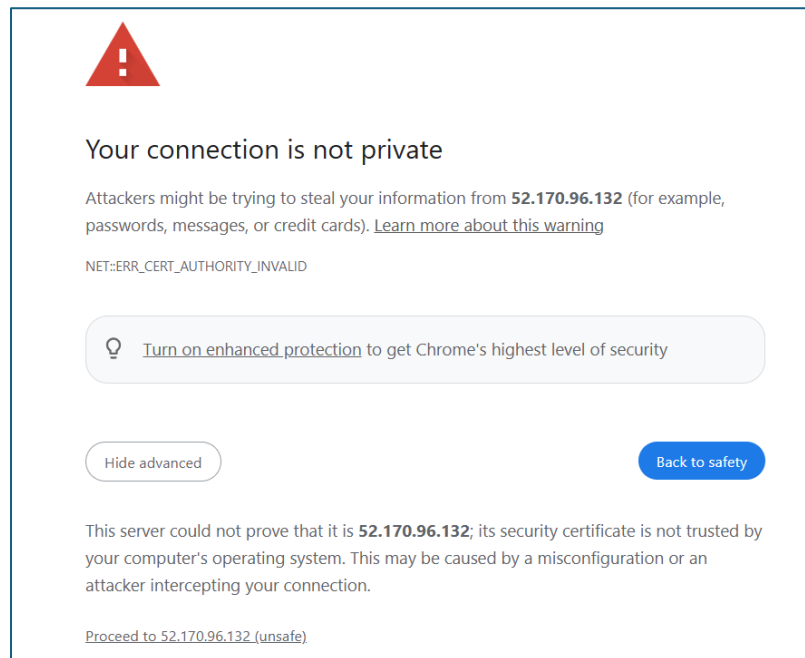 Your connection is not private
Attackers might be trying to steal your information from 52.170.96.132 (for example,
passwords, messages, or credit cards). Learn more about this warning
NET::ERR_CERT_AUTHORITY_INVALID
Turn on enhanced protection to get Chrome's highest level of security
Hide advanced
Back to safety
This server could not prove that it is 52.170.96.132; its security certificate is not trusted by
your computer's operating system. This may be caused by a misconfiguration or an
attacker intercepting your connection.
Proceed to 52.170.96.132 (unsafe)